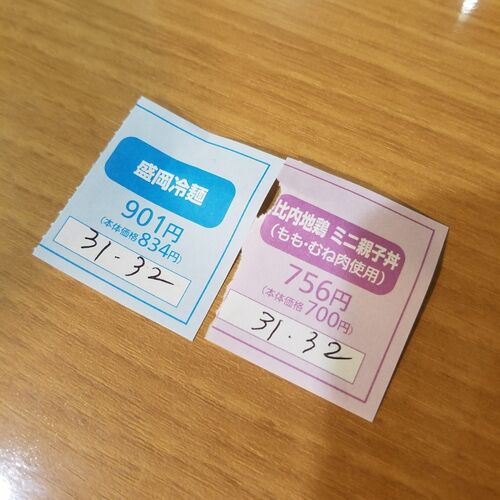 盛岡冷麺
901円
(本体価格834円)
31.32
比内地鶏 ミニ親子丼
(もも・むね肉使用)
756円
(本体価格700円)
31.32